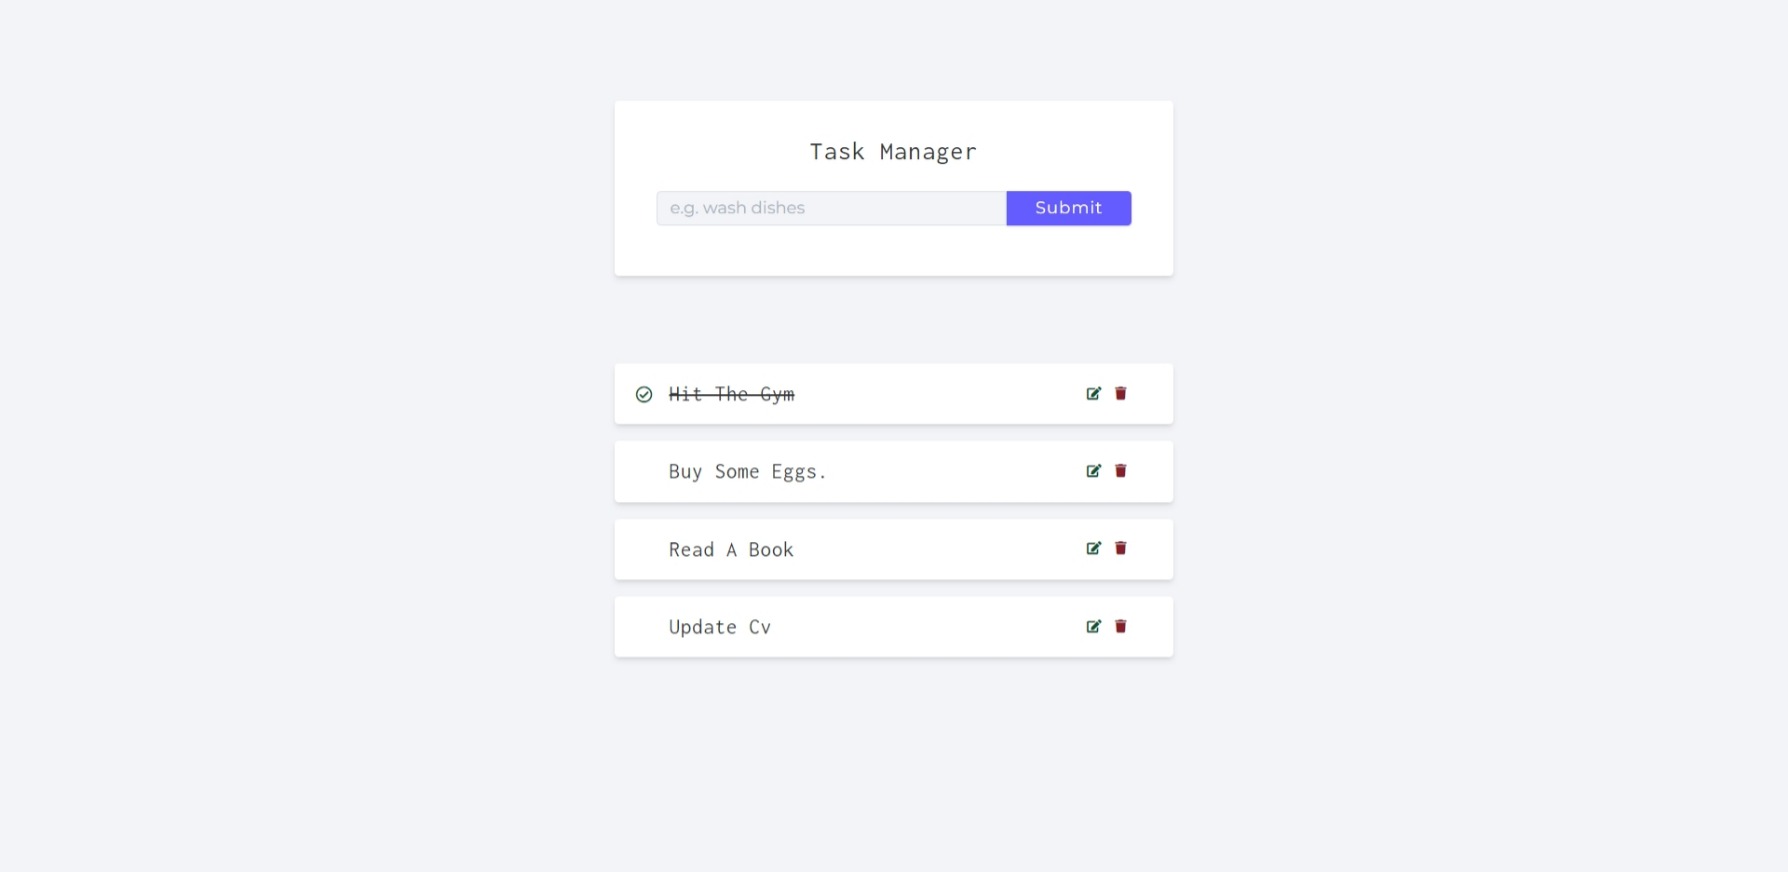 Task Manager
e.g. wash dishes
Submit
Hit The Gym
Buy Some Eggs.
Read A Book
Update Cv